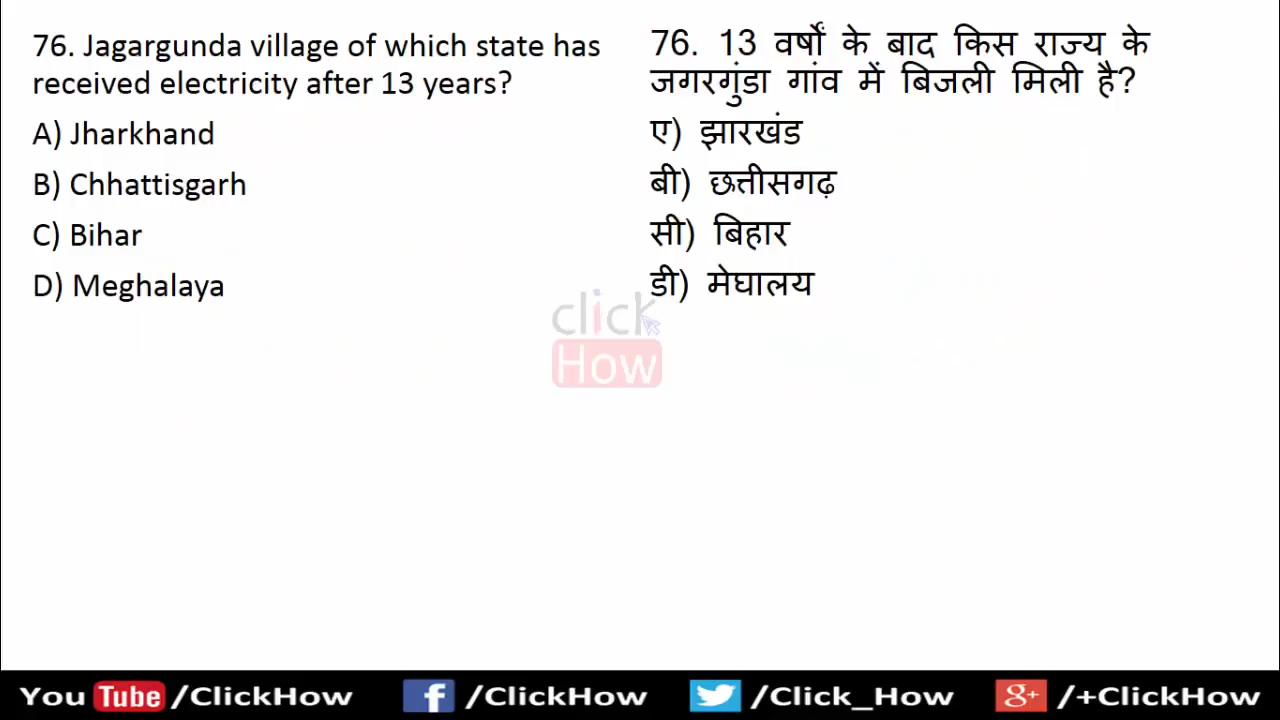 76. Jagargunda village of which state has
received electricity after 13 years?
A) Jharkhand
B) Chhattisgarh
C) Bihar
D) Meghalaya
76. 13 वर्षों के बाद किस राज्य के
जगरगुंडा गांव में बिजली मिली है?
ए) झारखंड
बी) छत्तीसगढ़
सी) बिहार
डी) मेघालय
click
How
You Tube /ClickHow f /ClickHow /Click_How g+ /+ClickHow